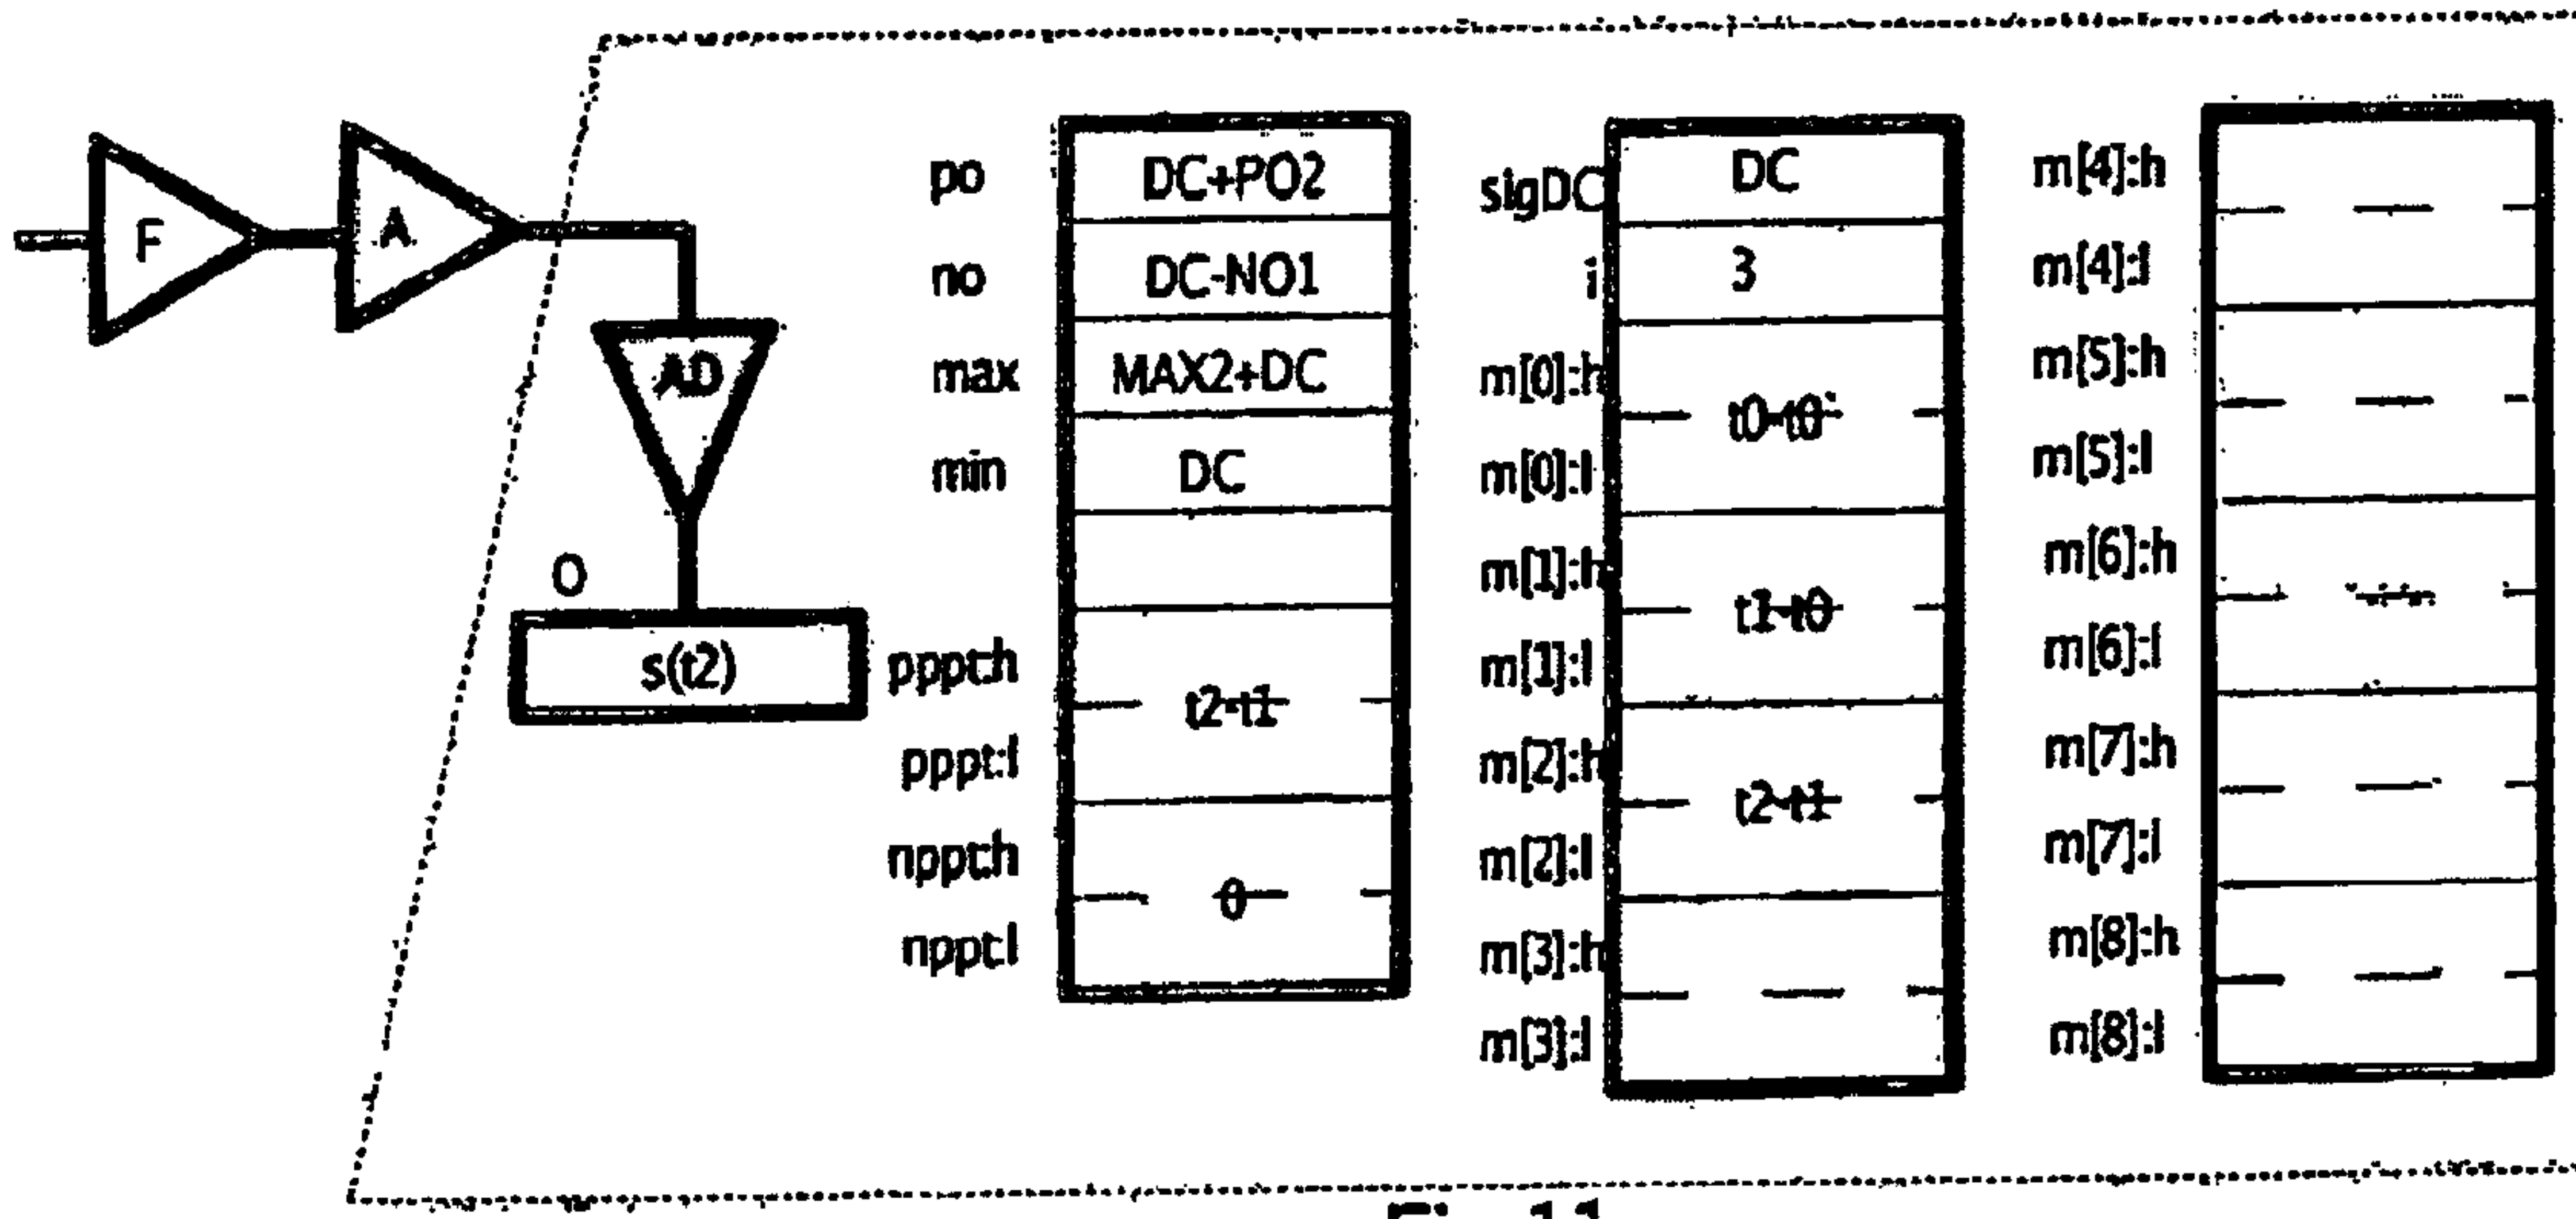 F
A
AD
O
s(t2)
po DC+PO2
no DC-NO1
max MAX2+DC
min DC
pppt:h
t2-t1
pppt:l
nppt:h
0
nppt:l
sigDC DC
i 3
m[0]:h
t0-t0`
m[0]:l
m[1]:h
t1-t0
m[1]:l
m[2]:h
t2-t1
m[2]:l
m[3]:h
m[3]:l
m[4]:h
m[4]:l
m[5]:h
m[5]:l
m[6]:h
m[6]:l
m[7]:h
m[7]:l
m[8]:h
m[8]:l